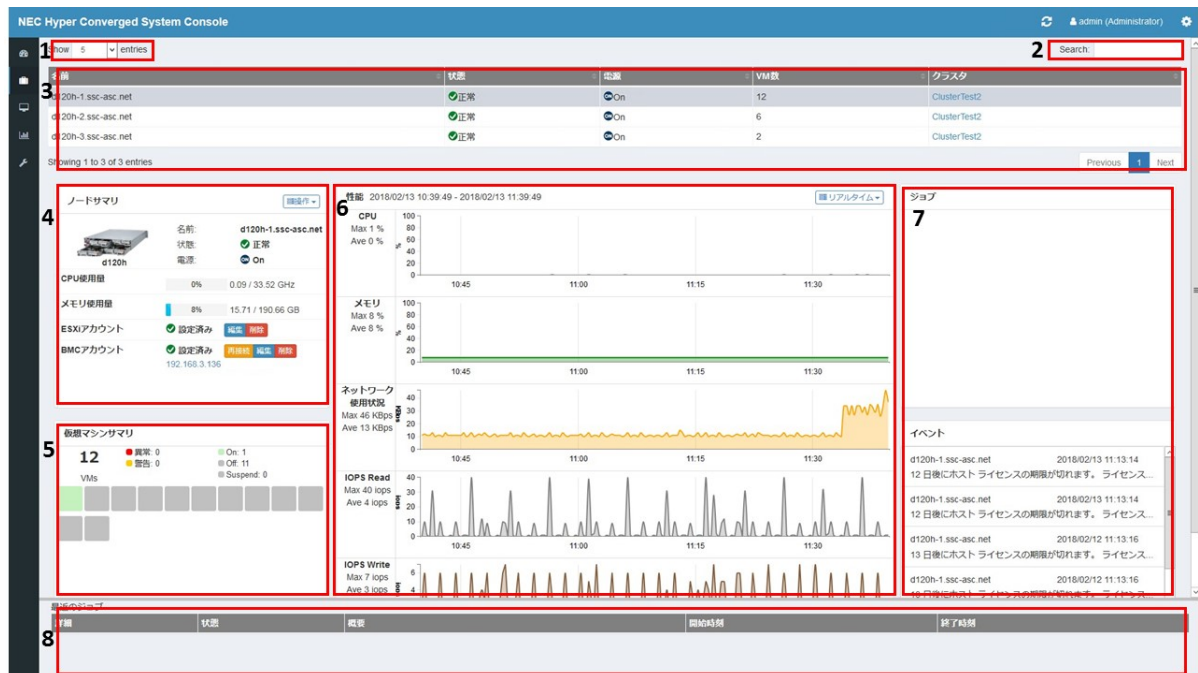 NEC Hyper Converged System Console
admin (Administrator)
1
Show 5 entries
2
Search:
3
名前 状態 電源 VM数 クラスタ
d120h-1.ssc-asc.net 正常 On 12 ClusterTest2
d120h-2.ssc-asc.net 正常 On 6 ClusterTest2
d120h-3.ssc-asc.net 正常 On 2 ClusterTest2
Showing 1 to 3 of 3 entries
Previous 1 Next
4
ノードサマリ
操作
名前: d120h-1.ssc-asc.net
状態: 正常
電源: On
d120h
CPU使用量 0% 0.09 / 33.52 GHz
メモリ使用量 8% 15.71 / 190.66 GB
ESXiアカウント 設定済み 編集 削除
BMCアカウント 設定済み 再接続 編集 削除
192.168.3.136
5
仮想マシンサマリ
12
VMs
異常: 0
警告: 0
On: 1
Off: 11
Suspend: 0
6
性能 2018/02/13 10:39:49 - 2018/02/13 11:39:49
リアルタイム
CPU
Max 1 %
Ave 0 %
100
80
60
40
20
0
%
10:45 11:00 11:15 11:30
メモリ
Max 8 %
Ave 8 %
100
80
60
40
20
0
%
10:45 11:00 11:15 11:30
ネットワーク
使用状況
Max 46 KBps
Ave 13 KBps
40
30
20
10
0
KBps
10:45 11:00 11:15 11:30
IOPS Read
Max 40 iops
Ave 4 iops
40
30
20
10
0
iops
10:45 11:00 11:15 11:30
IOPS Write
Max 7 iops
Ave 3 iops
6
4
iops
7
ジョブ
イベント
d120h-1.ssc-asc.net 2018/02/13 11:13:14
12 日後にホスト ライセンスの期限が切れます。 ライセンス...
d120h-1.ssc-asc.net 2018/02/13 11:13:14
12 日後にホスト ライセンスの期限が切れます。 ライセンス...
d120h-1.ssc-asc.net 2018/02/13 11:13:16
13 日後にホスト ライセンスの期限が切れます。 ライセンス...
d120h-1.ssc-asc.net 2018/02/12 11:13:16
最近のジョブ
8
詳細 状態 概要 開始時刻 終了時刻